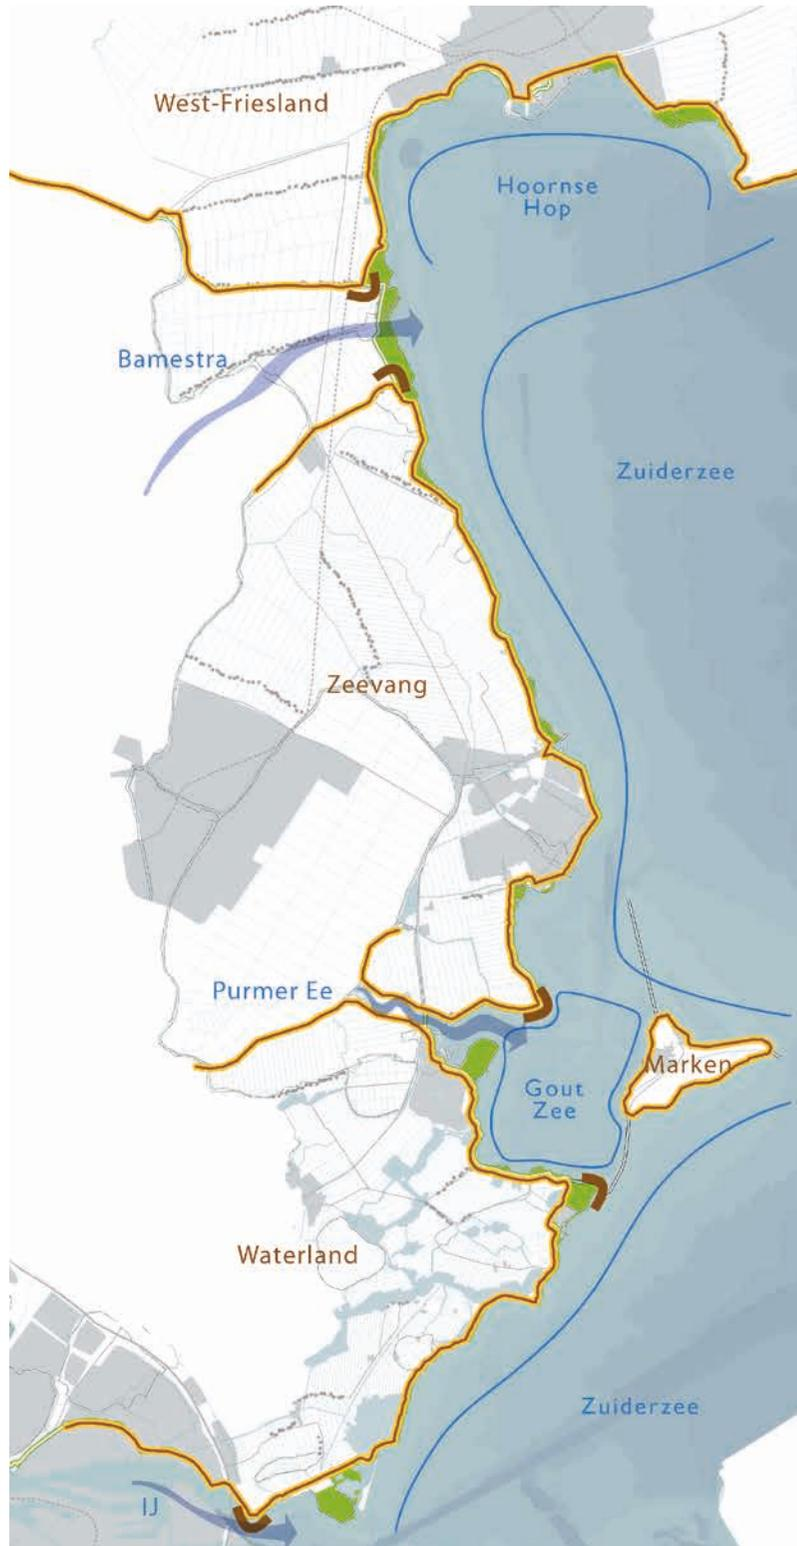 West-Friesland
Hoornse
Hop
Bamestra
Zuiderzee
Zeevang
Purmer Ee
Marken
Gout
Zee
Waterland
Zuiderzee
IJ